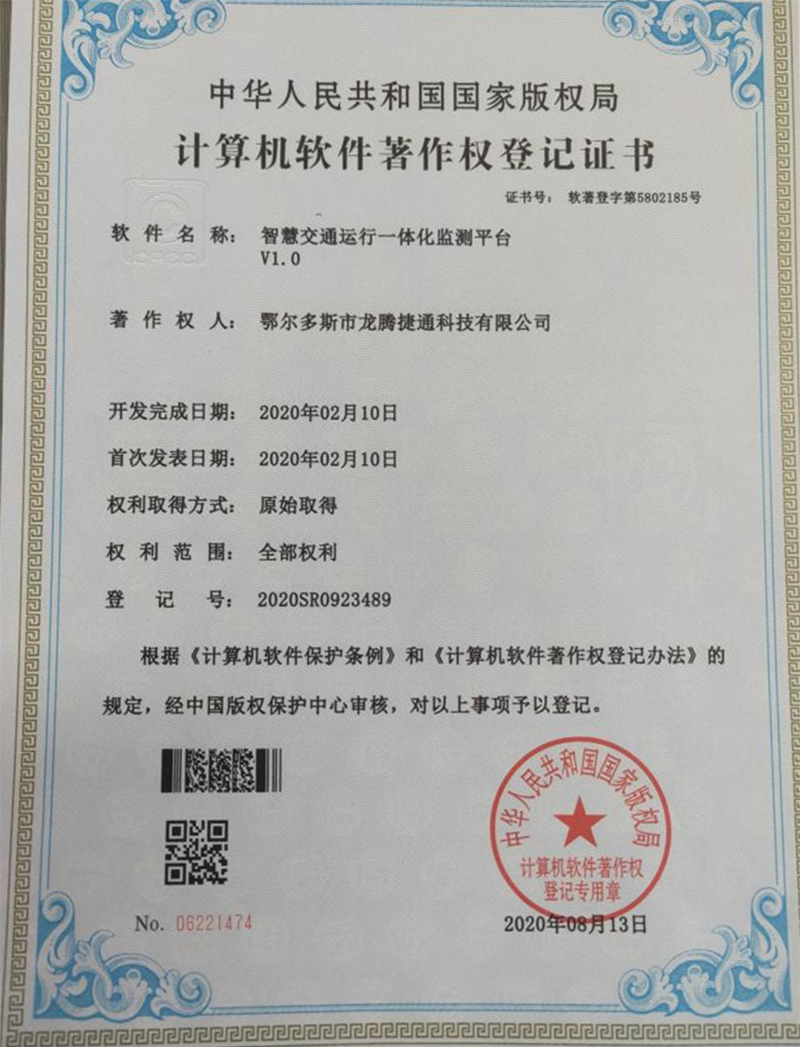 中华人民共和国国家版权局
计算机软件著作权登记证书
证书号： 软著登字第5802185号
软件名称： 智慧交通运行一体化监测平台
V1.0
著作权人： 鄂尔多斯市龙腾捷通科技有限公司
开发完成日期： 2020年02月10日
首次发表日期： 2020年02月10日
权利取得方式： 原始取得
权利范围： 全部权利
登记号： 2020SR0923489
根据《计算机软件保护条例》和《计算机软件著作权登记办法》的
规定，经中国版权保护中心审核，对以上事项予以登记。
中华人民共和国国家版权局
计算机软件著作权
登记专用章
No. 06221474
2020年08月13日